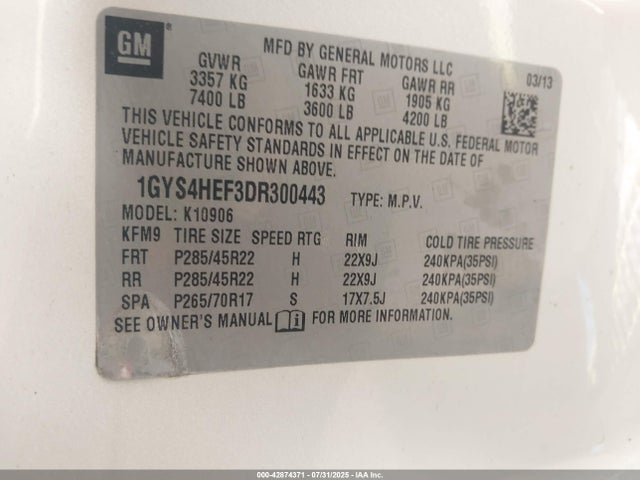 GM
MFD BY GENERAL MOTORS LLC
GVWR GAWR FRT GAWR RR 03/13
3357 KG 1633 KG 1905 KG
7400 LB 3600 LB 4200 LB
THIS VEHICLE CONFORMS TO ALL APPLICABLE U.S. FEDERAL MOTOR
VEHICLE SAFETY STANDARDS IN EFFECT ON THE DATE OF
MANUFACTURE SHOWN ABOVE.
1GYS4HEF3DR300443 TYPE: M.P.V.
MODEL: K10906
KFM9 TIRE SIZE SPEED RTG RIM COLD TIRE PRESSURE
FRT P285/45R22 H 22X9J 240KPA(35PSI)
RR P285/45R22 H 22X9J 240KPA(35PSI)
SPA P265/70R17 S 17X7.5J 240KPA(35PSI)
SEE OWNER'S MANUAL i FOR MORE INFORMATION.
000-42874371 - 07/31/2025 - IAA Inc.